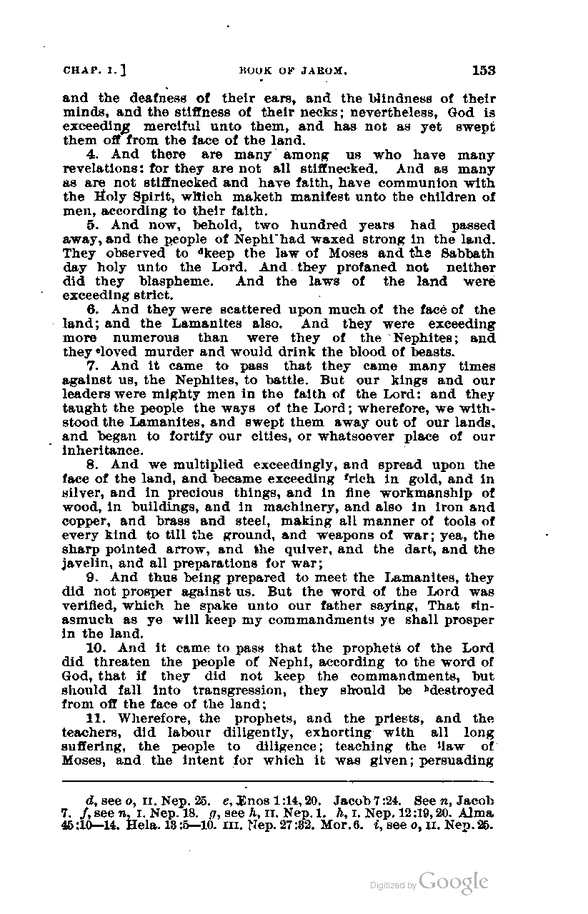 CHAP. I.] BOOK OF JAROM. 153
and the deafness of their ears, and the blindness of their
minds, and the stiffness of their necks; nevertheless, God is
exceeding merciful unto them, and has not as yet swept
them off from the face of the land.
4. And there are many among us who have many
revelations: for they are not all stiffnecked. And as many
as are not stiffnecked and have faith, have communion with
the Holy Spirit, which maketh manifest unto the children of
men, according to their faith.
5. And now, behold, two hundred years had passed
away, and the people of Nephi had waxed strong in the land.
They observed to dkeep the law of Moses and the Sabbath
day holy unto the Lord. And they profaned not neither
did they blaspheme. And the laws of the land were
exceeding strict.
6. And they were scattered upon much of the face of the
land; and the Lamanites also. And they were exceeding
more numerous than were they of the Nephites; and
they eloved murder and would drink the blood of beasts.
7. And it came to pass that they came many times
against us, the Nephites, to battle. But our kings and our
leaders were mighty men in the faith of the Lord: and they
taught the people the ways of the Lord; wherefore, we with-
stood the Lamanites, and swept them away out of our lands,
and began to fortify our cities, or whatsoever place of our
inheritance.
8. And we multiplied exceedingly, and spread upon the
face of the land, and became exceeding frich in gold, and in
silver, and in precious things, and in fine workmanship of
wood, in buildings, and in machinery, and also in iron and
copper, and brass and steel, making all manner of tools of
every kind to till the ground, and weapons of war; yea, the
sharp pointed arrow, and the quiver, and the dart, and the
javelin, and all preparations for war;
9. And thus being prepared to meet the Lamanites, they
did not prosper against us. But the word of the Lord was
verified, which he spake unto our father saying, That gin-
asmuch as ye will keep my commandments ye shall prosper
in the land.
10. And it came to pass that the prophets of the Lord
did threaten the people of Nephi, according to the word of
God, that if they did not keep the commandments, but
should fall into transgression, they should be hdestroyed
from off the face of the land;
11. Wherefore, the prophets, and the priests, and the
teachers, did labour diligently, exhorting with all long
suffering, the people to diligence; teaching the ilaw of
Moses, and the intent for which it was given; persuading
d, see o, II. Nep. 25. e, Enos 1:14, 20. Jacob 7:24. See n, Jacob
7. f, see n, I. Nep. 18. g, see h, II. Nep. 1. h, I. Nep. 12:19, 20. Alma
45:10—14. Hela. 13:5—10. III. Nep. 27:32. Mor. 6. i, see o, II. Nep. 25.
Digitized by Google